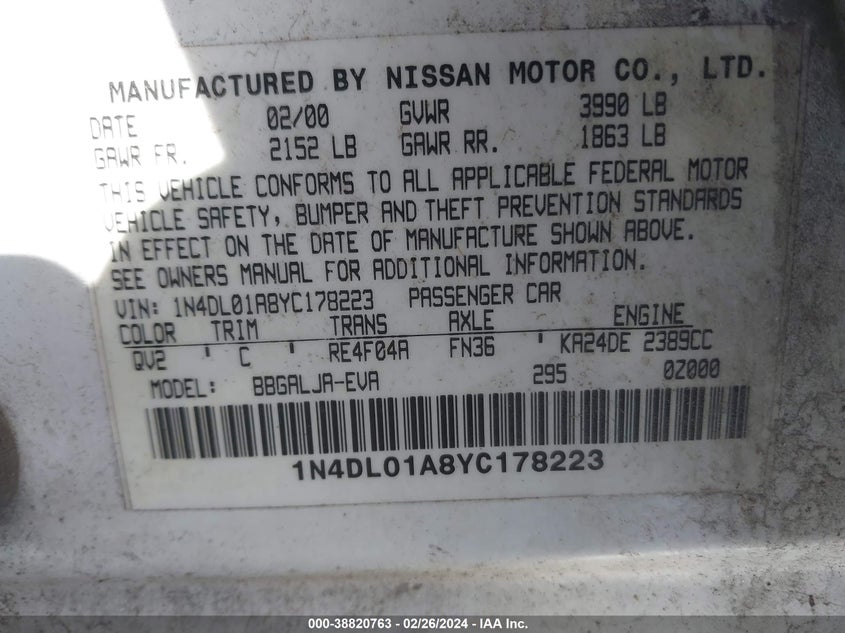 MANUFACTURED BY NISSAN MOTOR CO., LTD.
DATE 02/00 GVWR 3990 LB
GAWR FR. 2152 LB GAWR RR. 1863 LB
THIS VEHICLE CONFORMS TO ALL APPLICABLE FEDERAL MOTOR
VEHICLE SAFETY, BUMPER AND THEFT PREVENTION STANDARDS
IN EFFECT ON THE DATE OF MANUFACTURE SHOWN ABOVE.
SEE OWNERS MANUAL FOR ADDITIONAL INFORMATION.
VIN: 1N4DL01A8YC178223 PASSENGER CAR
COLOR TRIM TRANS AXLE ENGINE
QV2 ' C ' RE4F04A FN36 ' KA24DE 2389CC
MODEL: BBGALJA-EVA 295 0Z000
1N4DL01A8YC178223
000-38820763 - 02/26/2024 - IAA Inc.